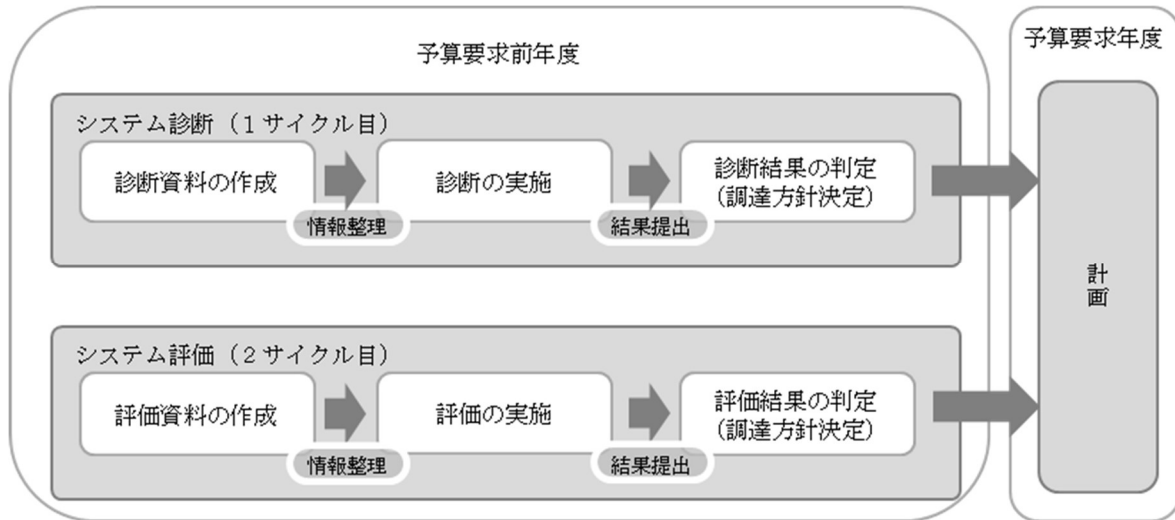 予算要求前年度
予算要求年度
システム診断（１サイクル目）
診断資料の作成
情報整理
診断の実施
結果提出
診断結果の判定
(調達方針決定)
システム評価（２サイクル目）
評価資料の作成
情報整理
評価の実施
結果提出
評価結果の判定
(調達方針決定)
計画